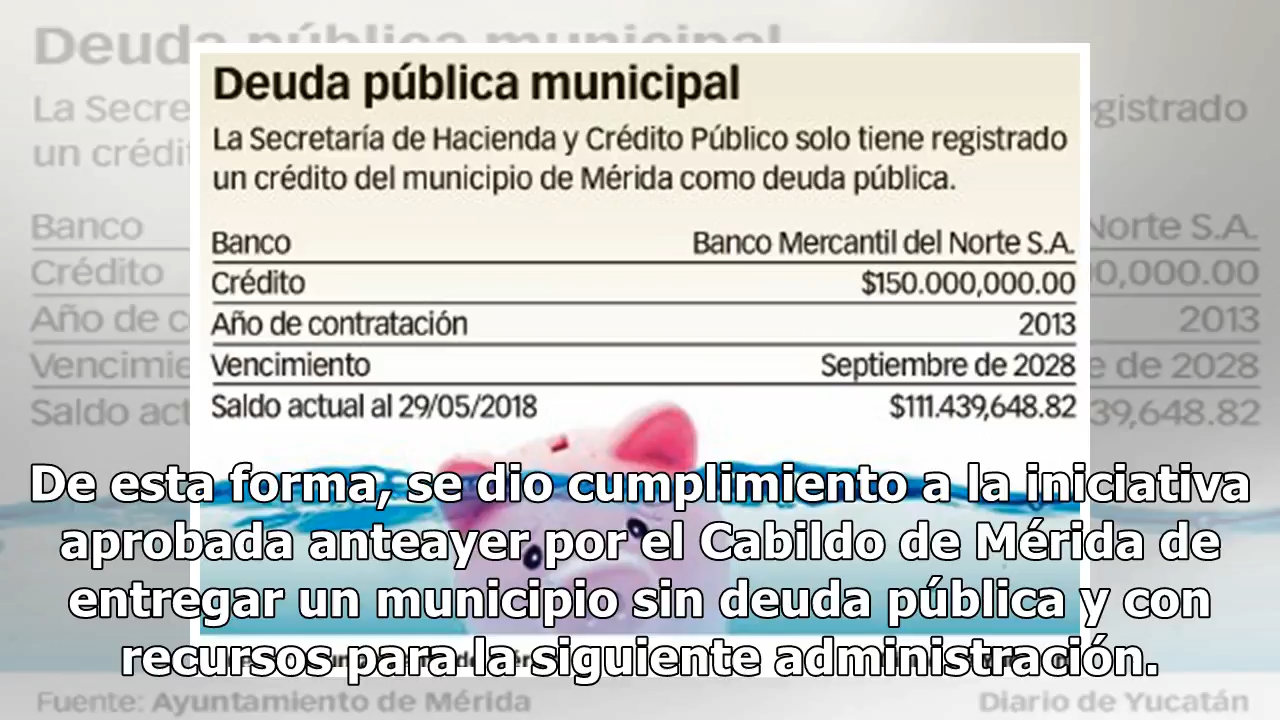 Deuda pública municipal
La Secretaría de Hacienda y Crédito Público solo tiene registrado
un crédito del municipio de Mérida como deuda pública.
Banco Banco Mercantil del Norte S.A.
Crédito $150.000,000.00
Año de contratación 2013
Vencimiento Septiembre de 2028
Saldo actual al 29/05/2018 $111.439,648.82
De esta forma, se dio cumplimiento a la iniciativa
aprobada anteayer por el Cabildo de Mérida de
entregar un municipio sin deuda pública y con
recursos para la siguiente administración.
Fuente: Ayuntamiento de Mérida Diario de Yucatán